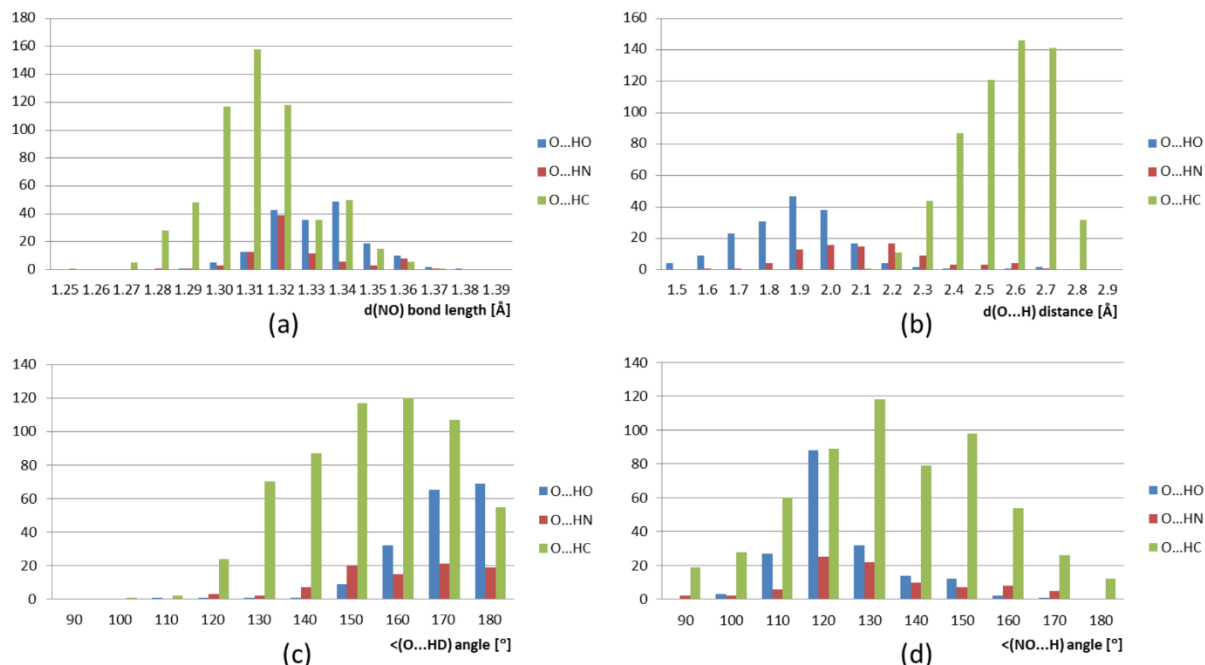 180
160
140
120
100
80
60
40
20
0
1.25 1.26 1.27 1.28 1.29 1.30 1.31 1.32 1.33 1.34 1.35 1.36 1.37 1.38 1.39
d(NO) bond length [Å]
O...HO
O...HN
O...HC
(a)
160
140
120
100
80
60
40
20
0
1.5 1.6 1.7 1.8 1.9 2.0 2.1 2.2 2.3 2.4 2.5 2.6 2.7 2.8 2.9
d(O...H) distance [Å]
O...HO
O...HN
O...HC
(b)
140
120
100
80
60
40
20
0
90 100 110 120 130 140 150 160 170 180
<(O...HD) angle [°]
O...HO
O...HN
O...HC
(c)
140
120
100
80
60
40
20
0
90 100 110 120 130 140 150 160 170 180
<(NO...H) angle [°]
O...HO
O...HN
O...HC
(d)